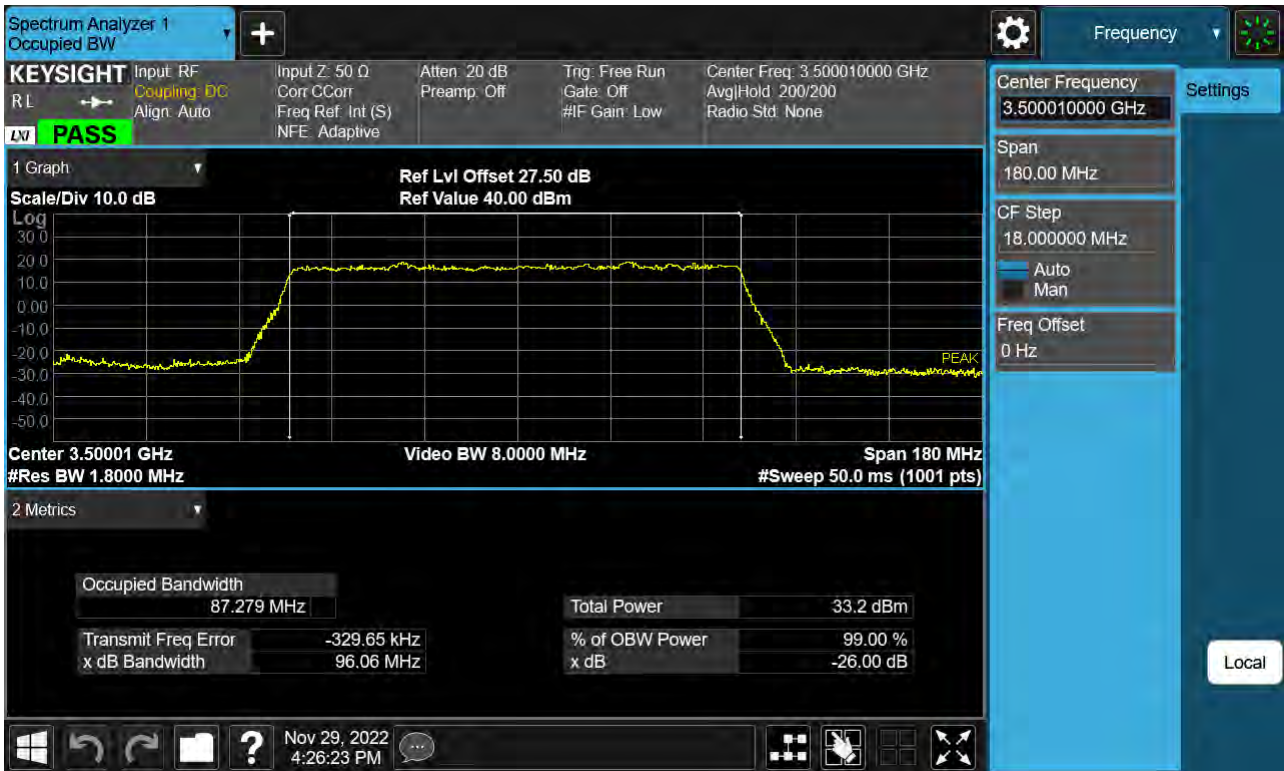 Spectrum Analyzer 1
Occupied BW
Frequency
KEYSIGHT
R L
LXI
PASS
Input: RF
Coupling: DC
Align: Auto
Input Z: 50 Ω
Corr CCorr
Freq Ref: Int (S)
NFE: Adaptive
Atten: 20 dB
Preamp: Off
Trig: Free Run
Gate: Off
#IF Gain: Low
Center Freq: 3.500010000 GHz
Avg|Hold: 200/200
Radio Std: None
Center Frequency
3.500010000 GHz
Settings
Span
180.00 MHz
CF Step
18.000000 MHz
Auto
Man
Freq Offset
0 Hz
Local
1 Graph
Scale/Div 10.0 dB
Ref Lvl Offset 27.50 dB
Ref Value 40.00 dBm
Log
30.0
20.0
10.0
0.00
-10.0
-20.0
-30.0
-40.0
-50.0
PEAK
Center 3.50001 GHz
#Res BW 1.8000 MHz
Video BW 8.0000 MHz
Span 180 MHz
#Sweep 50.0 ms (1001 pts)
2 Metrics
Occupied Bandwidth
87.279 MHz
Transmit Freq Error -329.65 kHz
x dB Bandwidth 96.06 MHz
Total Power 33.2 dBm
% of OBW Power 99.00 %
x dB -26.00 dB
?
Nov 29, 2022
4:26:23 PM